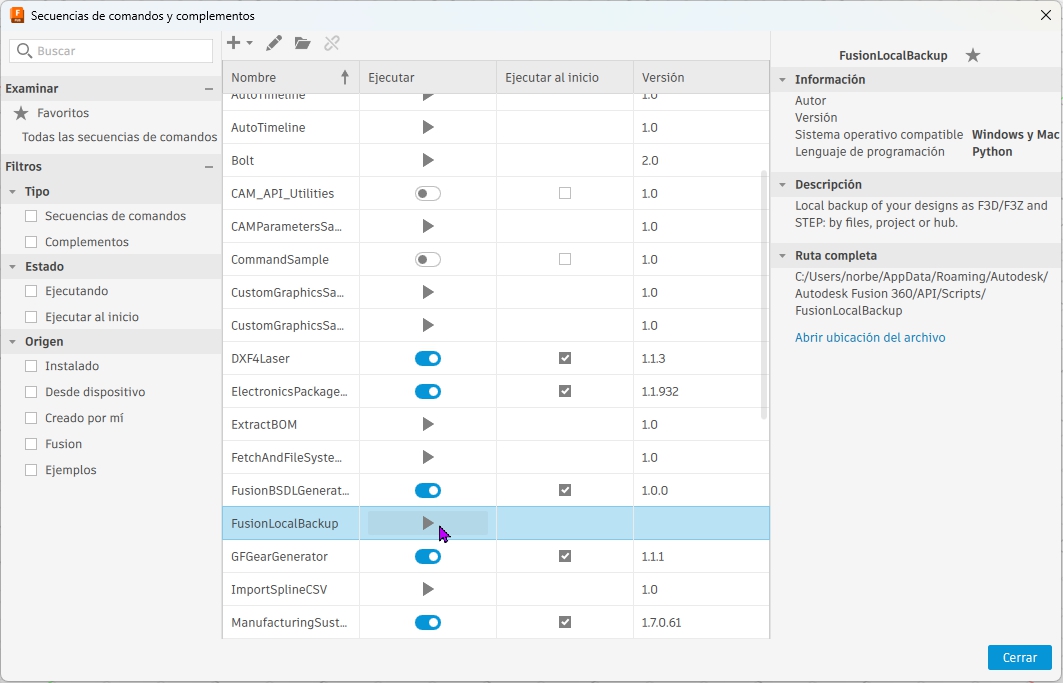 Secuencias de comandos y complementos
Buscar
Examinar
Favoritos
Todas las secuencias de comandos
Filtros
Tipo
Secuencias de comandos
Complementos
Estado
Ejecutando
Ejecutar al inicio
Origen
Instalado
Desde dispositivo
Creado por mí
Fusion
Ejemplos
Nombre Ejecutar Ejecutar al inicio Versión
AutoTimeline 1.0
AutoTimeline 1.0
Bolt 2.0
CAM_API_Utilities 1.0
CAMParametersSa... 1.0
CommandSample 1.0
CustomGraphicsSa... 1.0
CustomGraphicsSa... 1.0
DXF4Laser 1.1.3
ElectronicsPackage... 1.1.932
ExtractBOM 1.0
FetchAndFileSyste... 1.0
FusionBSDLGenerat... 1.0.0
FusionLocalBackup
GFGearGenerator 1.1.1
ImportSplineCSV 1.0
ManufacturingSust... 1.7.0.61
FusionLocalBackup
Información
Autor
Versión
Sistema operativo compatible Windows y Mac
Lenguaje de programación Python
Descripción
Local backup of your designs as F3D/F3Z and
STEP: by files, project or hub.
Ruta completa
C:/Users/norbe/AppData/Roaming/Autodesk/
Autodesk Fusion 360/API/Scripts/
FusionLocalBackup
Abrir ubicación del archivo
Cerrar